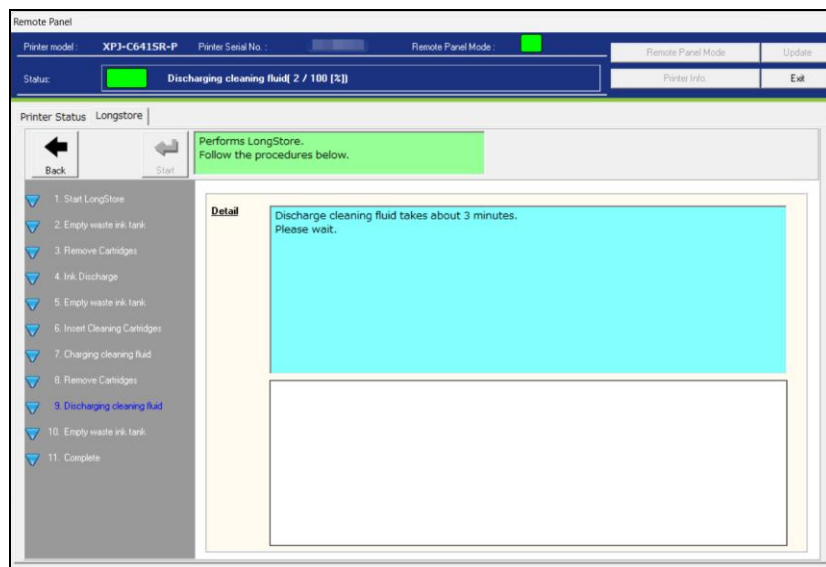 Remote Panel
Printer model : XPJ-C641SR-P Printer Serial No. : Remote Panel Mode :
Remote Panel Mode Update
Status: Discharging cleaning fluid[ 2 / 100 [%]]
Printer Info. Exit
Printer Status Longstore
Back Start
Performs LongStore.
Follow the procedures below.
1. Start LongStore
2. Empty waste ink tank
3. Remove Cartridges
4. Ink Discharge
5. Empty waste ink tank
6. Insert Cleaning Cartridges
7. Charging cleaning fluid
8. Remove Cartridges
9. Discharging cleaning fluid
10. Empty waste ink tank
11. Complete
Detail
Discharge cleaning fluid takes about 3 minutes.
Please wait.